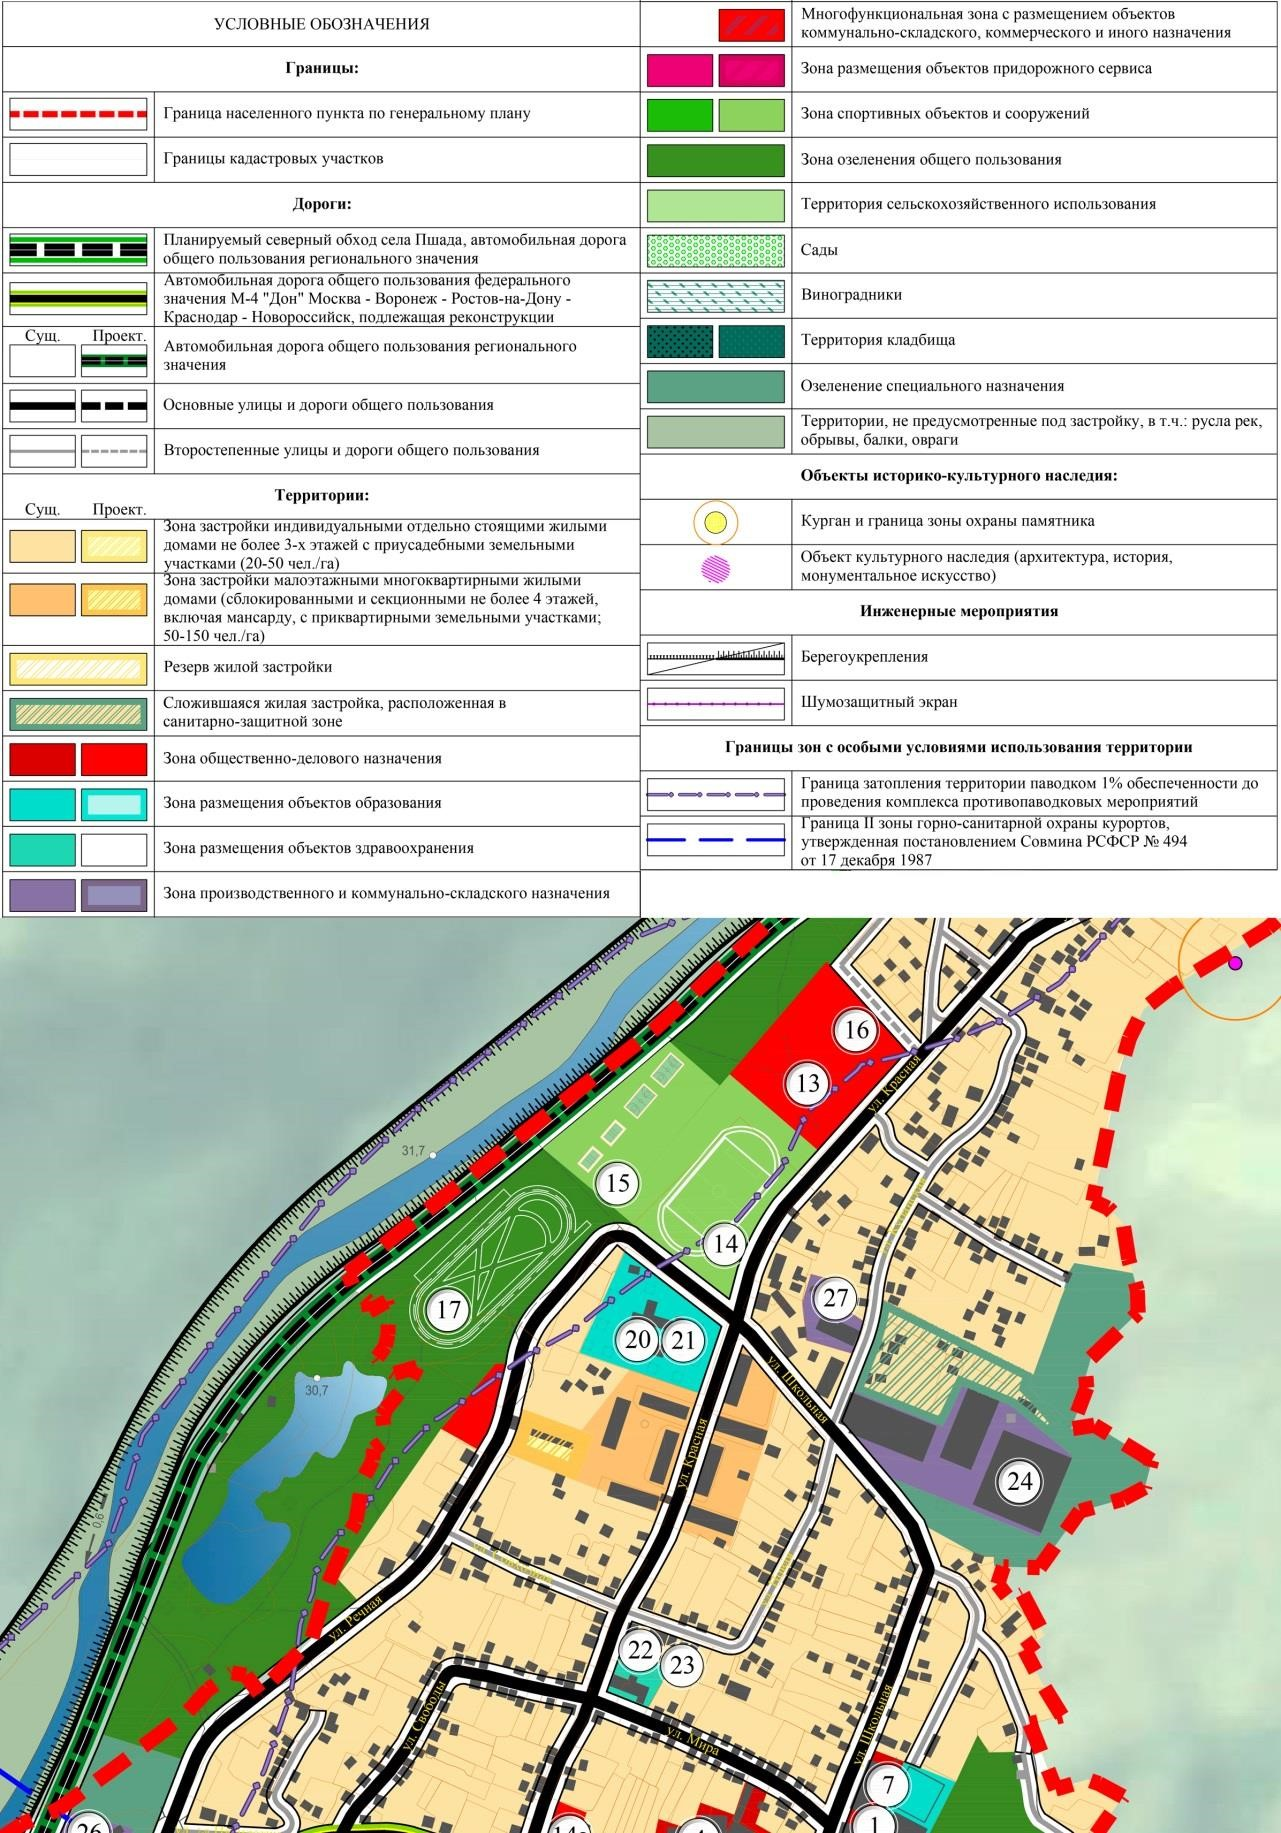 УСЛОВНЫЕ ОБОЗНАЧЕНИЯ
Границы:
Граница населенного пункта по генеральному плану
Границы кадастровых участков
Дороги:
Планируемый северный обход села Пшада, автомобильная дорога
общего пользования регионального значения
Автомобильная дорога общего пользования федерального
значения М-4 "Дон" Москва - Воронеж - Ростов-на-Дону -
Краснодар - Новороссийск, подлежащая реконструкции
Сущ. Проект.
Автомобильная дорога общего пользования регионального
значения
Основные улицы и дороги общего пользования
Второстепенные улицы и дороги общего пользования
Территории:
Сущ. Проект.
Зона застройки индивидуальными отдельно стоящими жилыми
домами не более 3-х этажей с приусадебными земельными
участками (20-50 чел./га)
Зона застройки малоэтажными многоквартирными жилыми
домами (сблокированными и секционными не более 4 этажей,
включая мансарду, с приквартирными земельными участками;
50-150 чел./га)
Резерв жилой застройки
Сложившаяся жилая застройка, расположенная в
санитарно-защитной зоне
Зона общественно-делового назначения
Зона размещения объектов образования
Зона размещения объектов здравоохранения
Зона производственного и коммунально-складского назначения
Многофункциональная зона с размещением объектов
коммунально-складского, коммерческого и иного назначения
Зона размещения объектов придорожного сервиса
Зона спортивных объектов и сооружений
Зона озеленения общего пользования
Территория сельскохозяйственного использования
Сады
Виноградники
Территория кладбища
Озеленение специального назначения
Территории, не предусмотренные под застройку, в т.ч.: русла рек,
обрывы, балки, овраги
Объекты историко-культурного наследия:
Курган и граница зоны охраны памятника
Объект культурного наследия (архитектура, история,
монументальное искусство)
Инженерные мероприятия
Берегоукрепления
Шумозащитный экран
Границы зон с особыми условиями использования территории
Граница затопления территории паводком 1% обеспеченности до
проведения комплекса противопаводковых мероприятий
Граница II зоны горно-санитарной охраны курортов,
утвержденная постановлением Совмина РСФСР № 494
от 17 декабря 1987
16
13
ул. Красная
31,7
15
14
17
27
20
21
ул. Школьная
30,7
ул. Красная
24
0,6
ул. Речная
22
23
ул. Свободы
ул. Мира
ул. Школьная
7
1
26